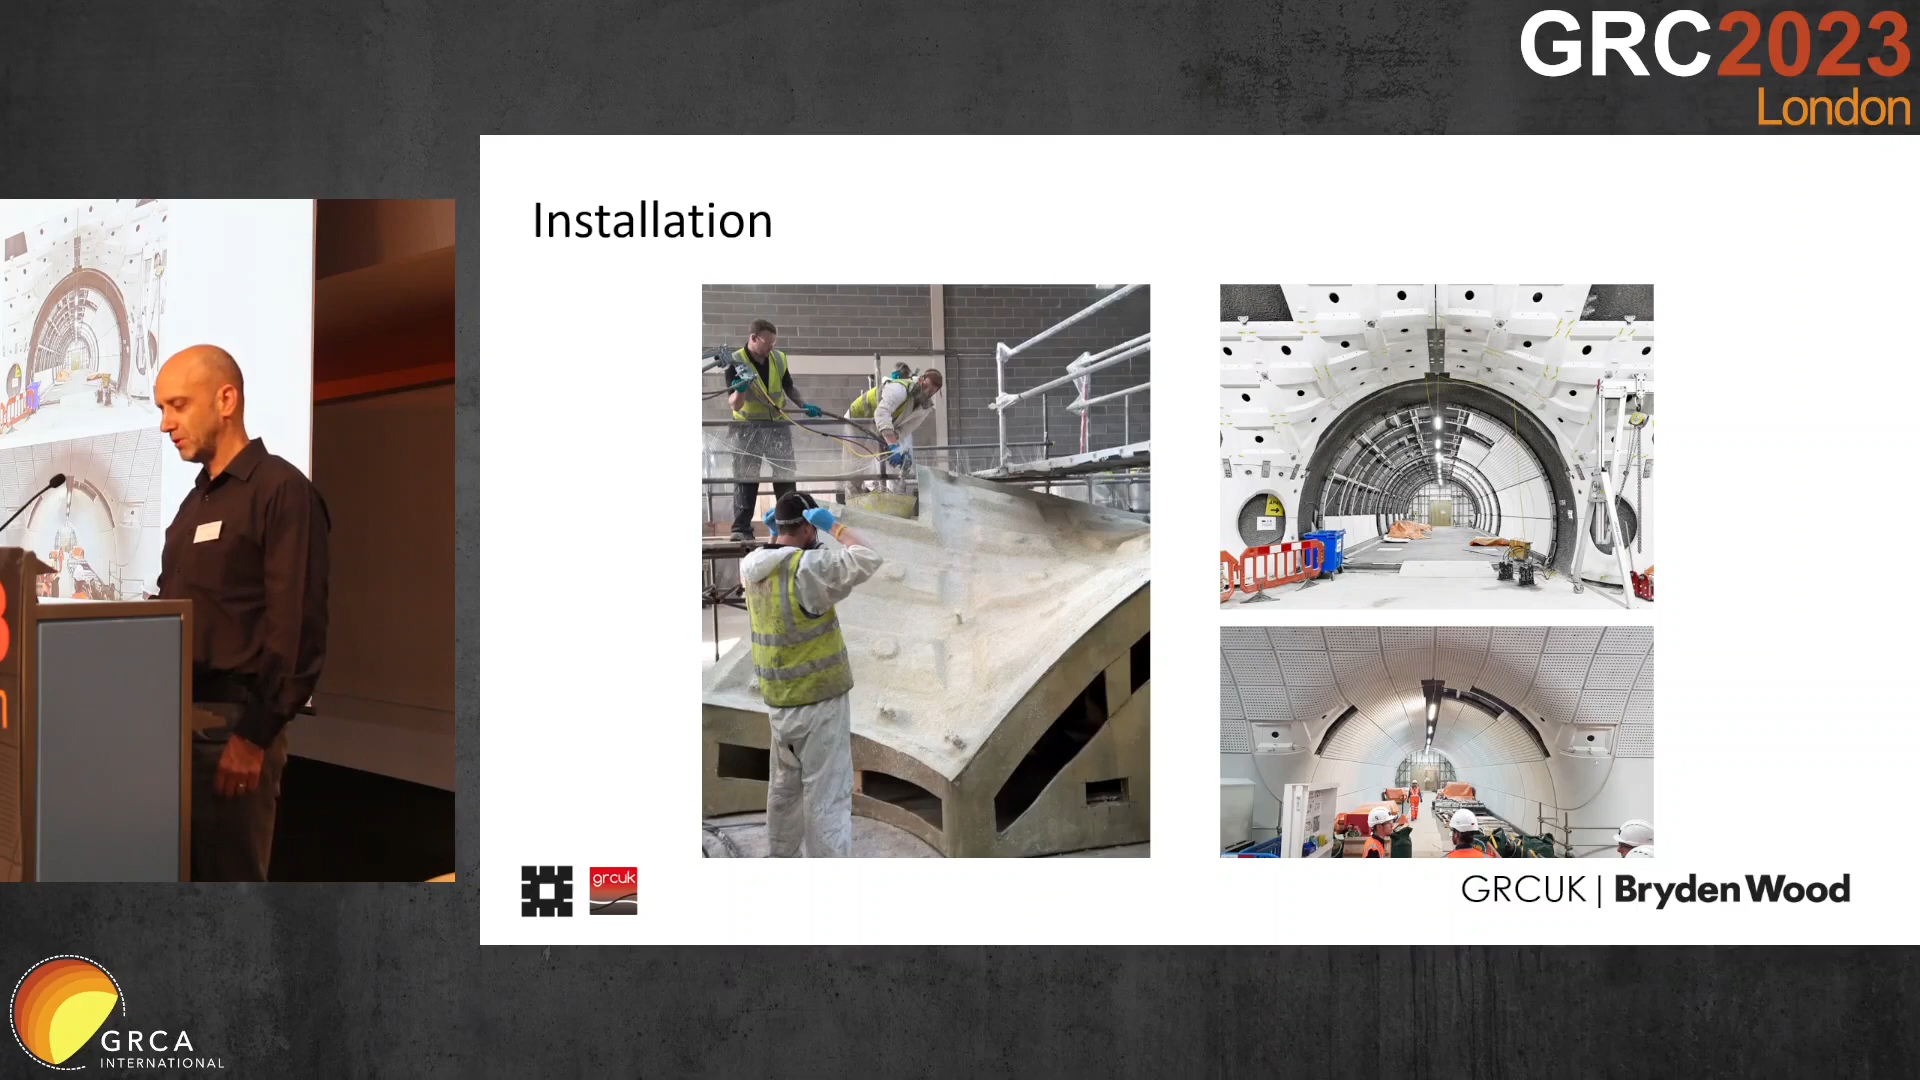 GRC2023
London
Installation
grcuk
GRCUK | Bryden Wood
GRCA
INTERNATIONAL